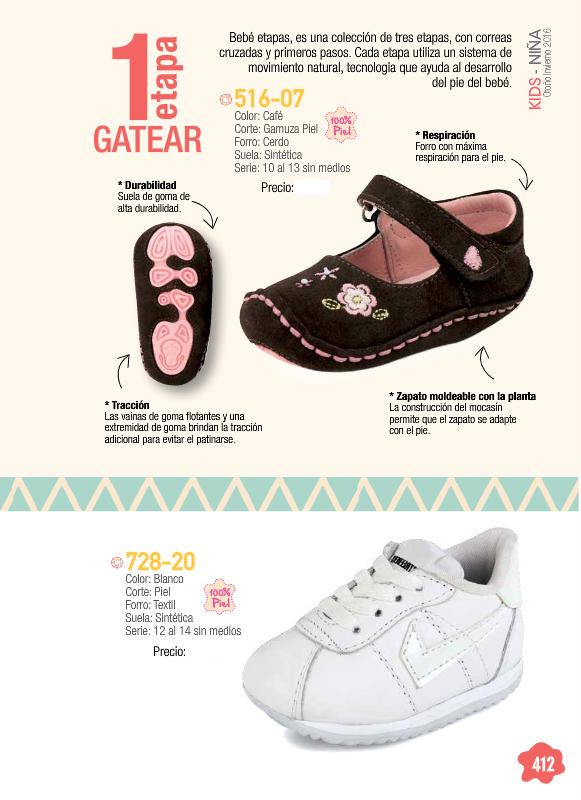 1
etapa
GATEAR
Bebé etapas, es una colección de tres etapas, con correas
cruzadas y primeros pasos. Cada etapa utiliza un sistema de
movimiento natural, tecnologia que ayuda al desarrollo
del pie del bebé.
KIDS - NIÑA
Otoño Invierno 2016
516-07
Color: Café
Corte: Gamuza Piel
Forro: Cerdo
Suela: Sintética
Serie: 10 al 13 sin medios
100%
Piel
Precio:
* Respiración
Forro con máxima
respiración para el pie.
* Durabilidad
Suela de goma de
alta durabilidad.
* Tracción
Las vainas de goma flotantes y una
extremidad de goma brindan la tracción
adicional para evitar el patinarse.
* Zapato moldeable con la planta
La construcción del mocasín
permite que el zapato se adapte
con el pie.
728-20
Color: Blanco
Corte: Piel
Forro: Textil
Suela: Sintética
Serie: 12 al 14 sin medios
100%
Piel
Precio:
412